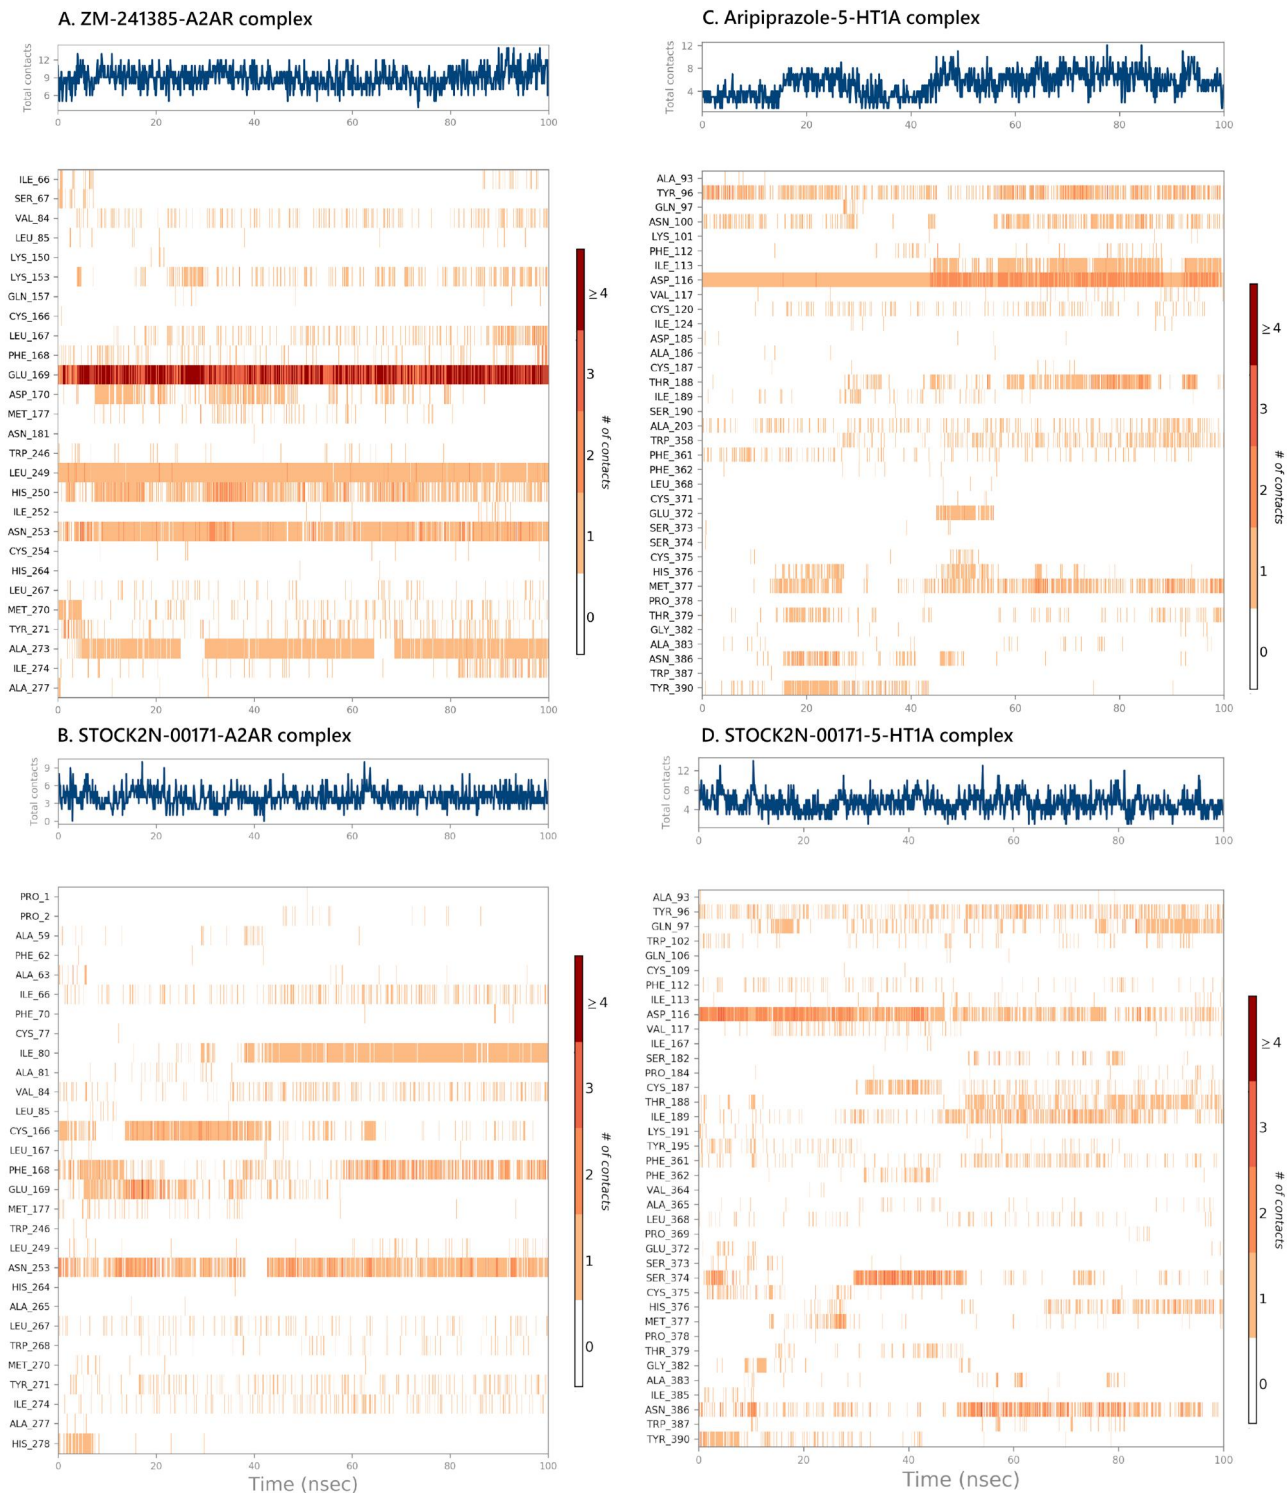 A. ZM-241385-A2AR complex
Total contacts
12
9
6
0 20 40 60 80 100
ILE_66
SER_67
VAL_84
LEU_85
LYS_150
LYS_153
GLN_157
CYS_166
LEU_167
PHE_168
GLU_169
ASP_170
MET_177
ASN_181
TRP_246
LEU_249
HIS_250
ILE_252
ASN_253
CYS_254
HIS_264
LEU_267
MET_270
TYR_271
ALA_273
ILE_274
ALA_277
0 20 40 60 80 100
≥4
3
2
1
0
# of contacts
B. STOCK2N-00171-A2AR complex
Total contacts
9
6
3
0
0 20 40 60 80 100
PRO_1
PRO_2
ALA_59
PHE_62
ALA_63
ILE_66
PHE_70
CYS_77
ILE_80
ALA_81
VAL_84
LEU_85
CYS_166
LEU_167
PHE_168
GLU_169
MET_177
TRP_246
LEU_249
ASN_253
HIS_264
ALA_265
LEU_267
TRP_268
MET_270
TYR_271
ILE_274
ALA_277
HIS_278
0 20 40 60 80 100
Time (nsec)
≥4
3
2
1
0
# of contacts
C. Aripiprazole-5-HT1A complex
Total contacts
12
8
4
0 20 40 60 80 100
ALA_93
TYR_96
GLN_97
ASN_100
LYS_101
PHE_112
ILE_113
ASP_116
VAL_117
CYS_120
ILE_124
ASP_185
ALA_186
CYS_187
THR_188
ILE_189
SER_190
ALA_203
TRP_358
PHE_361
PHE_362
LEU_368
CYS_371
GLU_372
SER_373
SER_374
CYS_375
HIS_376
MET_377
PRO_378
THR_379
GLY_382
ALA_383
ASN_386
TRP_387
TYR_390
0 20 40 60 80 100
≥4
3
2
1
0
# of contacts
D. STOCK2N-00171-5-HT1A complex
Total contacts
12
8
4
0 20 40 60 80 100
ALA_93
TYR_96
GLN_97
TRP_102
GLN_106
CYS_109
PHE_112
ILE_113
ASP_116
VAL_117
ILE_167
SER_182
PRO_184
CYS_187
THR_188
ILE_189
LYS_191
TYR_195
PHE_361
PHE_362
VAL_364
ALA_365
LEU_368
PRO_369
GLU_372
SER_373
SER_374
CYS_375
HIS_376
MET_377
PRO_378
THR_379
GLY_382
ALA_383
ILE_385
ASN_386
TRP_387
TYR_390
0 20 40 60 80 100
Time (nsec)
≥4
3
2
1
0
# of contacts